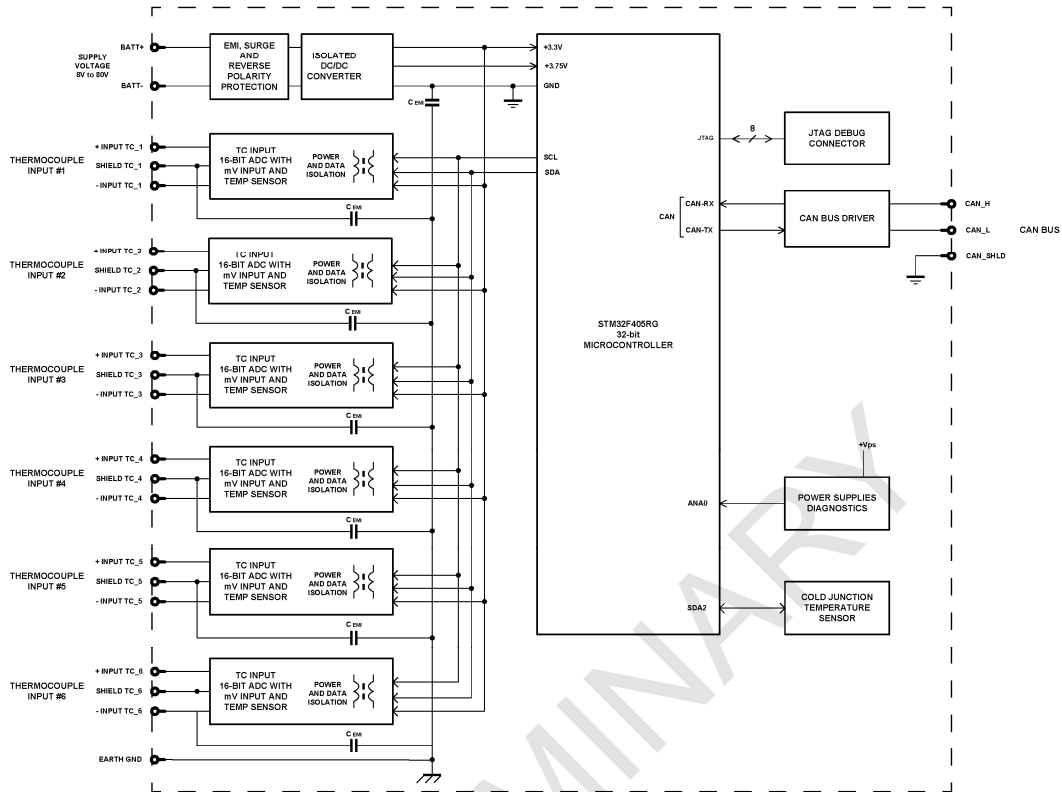 BATT+
SUPPLY
VOLTAGE
8V to 80V
BATT-
EMI, SURGE
AND
REVERSE
POLARITY
PROTECTION
ISOLATED
DC/DC
CONVERTER
C EMI
+3.3V
+3.75V
GND
THERMOCOUPLE
INPUT #1
+ INPUT TC_1
SHIELD TC_1
- INPUT TC_1
TC INPUT
16-BIT ADC WITH
mV INPUT AND
TEMP SENSOR
POWER
AND DATA
ISOLATION
C EMI
SCL
SDA
THERMOCOUPLE
INPUT #2
+ INPUT TC_2
SHIELD TC_2
- INPUT TC_2
TC INPUT
16-BIT ADC WITH
mV INPUT AND
TEMP SENSOR
POWER
AND DATA
ISOLATION
C EMI
THERMOCOUPLE
INPUT #3
+ INPUT TC_3
SHIELD TC_3
- INPUT TC_3
TC INPUT
16-BIT ADC WITH
mV INPUT AND
TEMP SENSOR
POWER
AND DATA
ISOLATION
C EMI
THERMOCOUPLE
INPUT #4
+ INPUT TC_4
SHIELD TC_4
- INPUT TC_4
TC INPUT
16-BIT ADC WITH
mV INPUT AND
TEMP SENSOR
POWER
AND DATA
ISOLATION
C EMI
THERMOCOUPLE
INPUT #5
+ INPUT TC_5
SHIELD TC_5
- INPUT TC_5
TC INPUT
16-BIT ADC WITH
mV INPUT AND
TEMP SENSOR
POWER
AND DATA
ISOLATION
C EMI
THERMOCOUPLE
INPUT #6
+ INPUT TC_6
SHIELD TC_6
- INPUT TC_6
TC INPUT
16-BIT ADC WITH
mV INPUT AND
TEMP SENSOR
POWER
AND DATA
ISOLATION
C EMI
EARTH GND
STM32F405RG
32-bit
MICROCONTROLLER
JTAG
8
JTAG DEBUG
CONNECTOR
CAN
CAN-RX
CAN-TX
CAN BUS DRIVER
CAN_H
CAN_L
CAN_SHLD
CAN BUS
+Vps
ANA0
POWER SUPPLIES
DIAGNOSTICS
SDA2
COLD JUNCTION
TEMPERATURE
SENSOR
MINARY